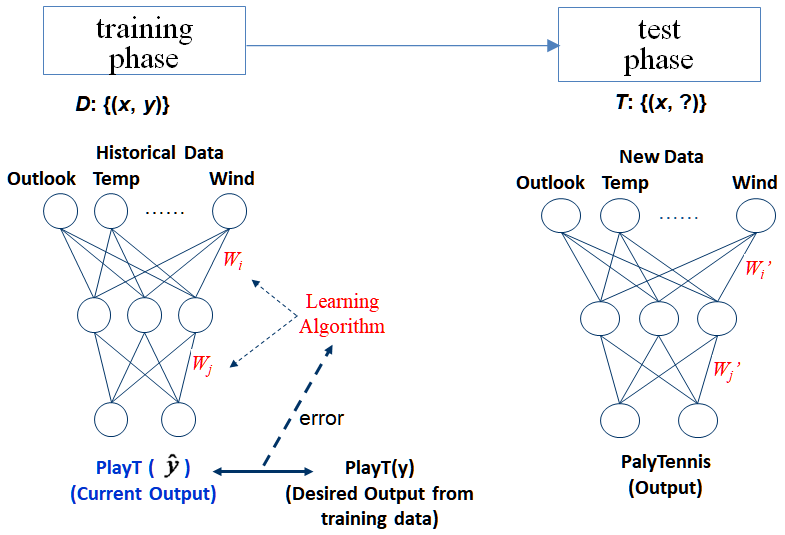 training
phase
test
phase
D: {(x, y)}
T: {(x, ?)}
Historical Data
Outlook Temp Wind
......
Wi
Learning
Algorithm
Wj
error
PlayT ( ŷ )
(Current Output)
PlayT(y)
(Desired Output from
training data)
New Data
Outlook Temp Wind
......
Wi’
Wj’
PalyTennis
(Output)